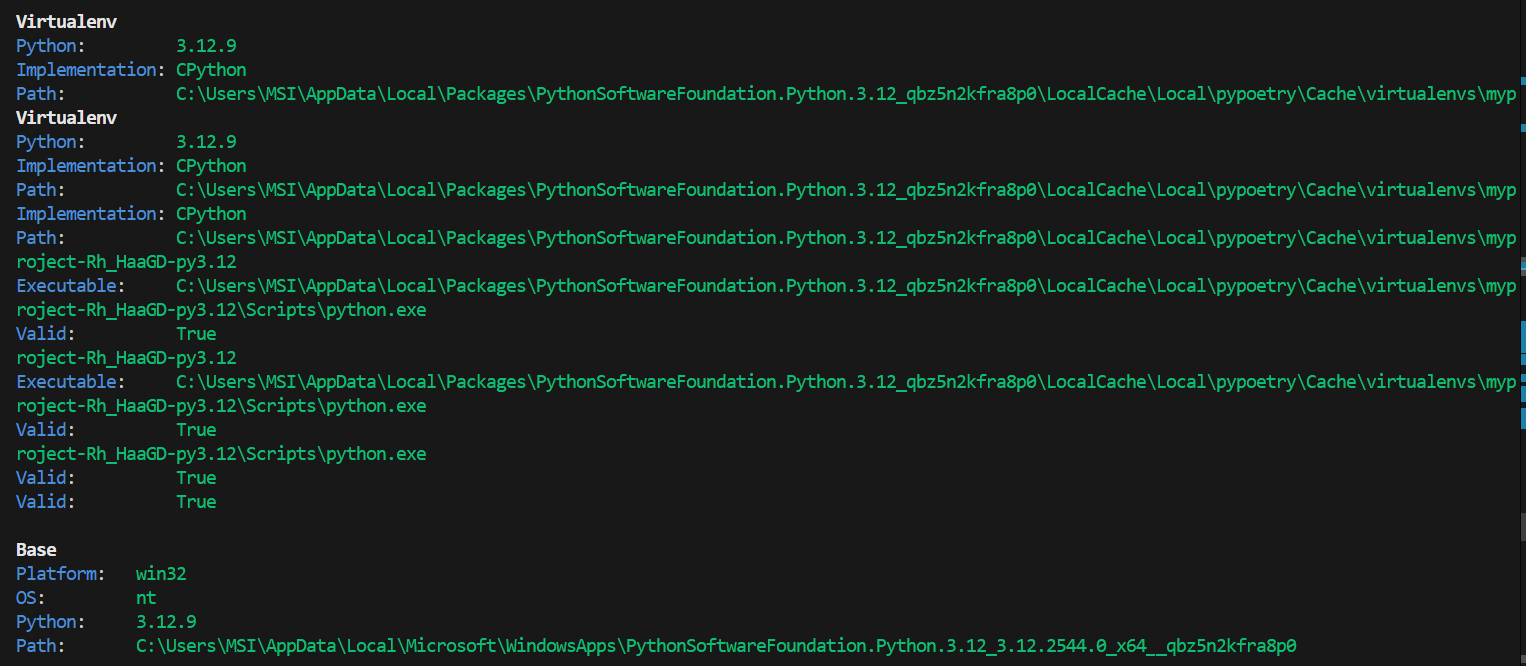 Virtualenv
Python: 3.12.9
Implementation: CPython
Path: C:\Users\MSI\AppData\Local\Packages\PythonSoftwareFoundation.Python.3.12_qbz5n2kfra8p0\LocalCache\Local\pypoetry\Cache\virtualenvs\myp
Virtualenv
Python: 3.12.9
Implementation: CPython
Path: C:\Users\MSI\AppData\Local\Packages\PythonSoftwareFoundation.Python.3.12_qbz5n2kfra8p0\LocalCache\Local\pypoetry\Cache\virtualenvs\myp
Implementation: CPython
Path: C:\Users\MSI\AppData\Local\Packages\PythonSoftwareFoundation.Python.3.12_qbz5n2kfra8p0\LocalCache\Local\pypoetry\Cache\virtualenvs\myp
roject-Rh_HaaGD-py3.12
Executable: C:\Users\MSI\AppData\Local\Packages\PythonSoftwareFoundation.Python.3.12_qbz5n2kfra8p0\LocalCache\Local\pypoetry\Cache\virtualenvs\myp
roject-Rh_HaaGD-py3.12\Scripts\python.exe
Valid: True
roject-Rh_HaaGD-py3.12
Executable: C:\Users\MSI\AppData\Local\Packages\PythonSoftwareFoundation.Python.3.12_qbz5n2kfra8p0\LocalCache\Local\pypoetry\Cache\virtualenvs\myp
roject-Rh_HaaGD-py3.12\Scripts\python.exe
Valid: True
roject-Rh_HaaGD-py3.12\Scripts\python.exe
Valid: True
Valid: True
Base
Platform: win32
OS: nt
Python: 3.12.9
Path: C:\Users\MSI\AppData\Local\Microsoft\WindowsApps\PythonSoftwareFoundation.Python.3.12_3.12.2544.0_x64__qbz5n2kfra8p0